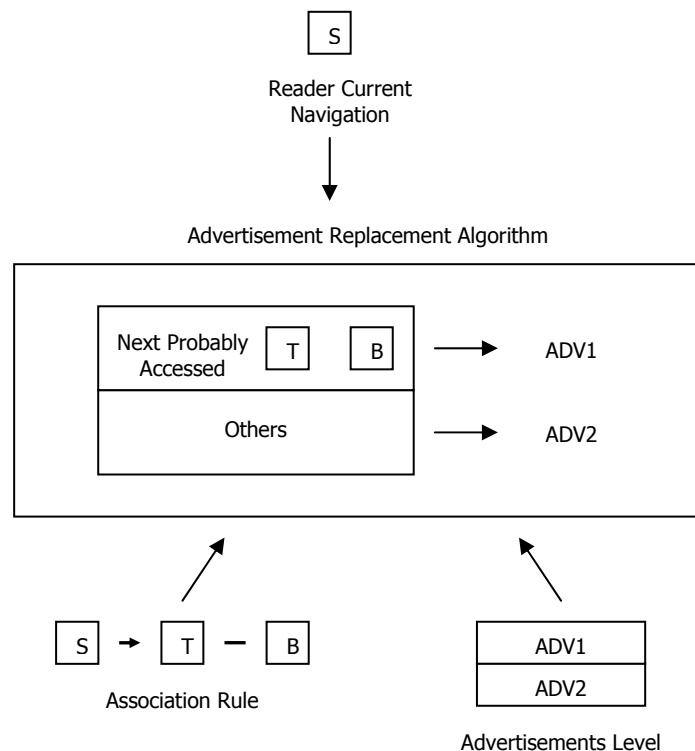 S
Reader Current
Navigation
Advertisement Replacement Algorithm
Next Probably
Accessed
T
B
ADV1
Others
ADV2
S
T
B
Association Rule
ADV1
ADV2
Advertisements Level